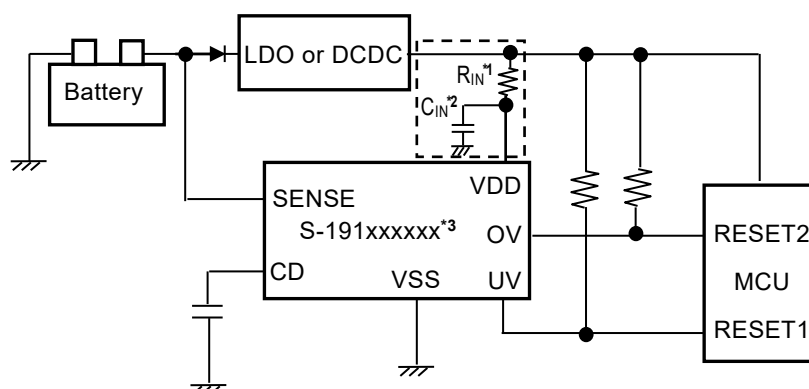 LDO or DCDC
Battery
RIN*1
CIN*2
VDD
SENSE
S-191xxxxxx*3
OV
RESET2
CD
VSS
UV
MCU
RESET1